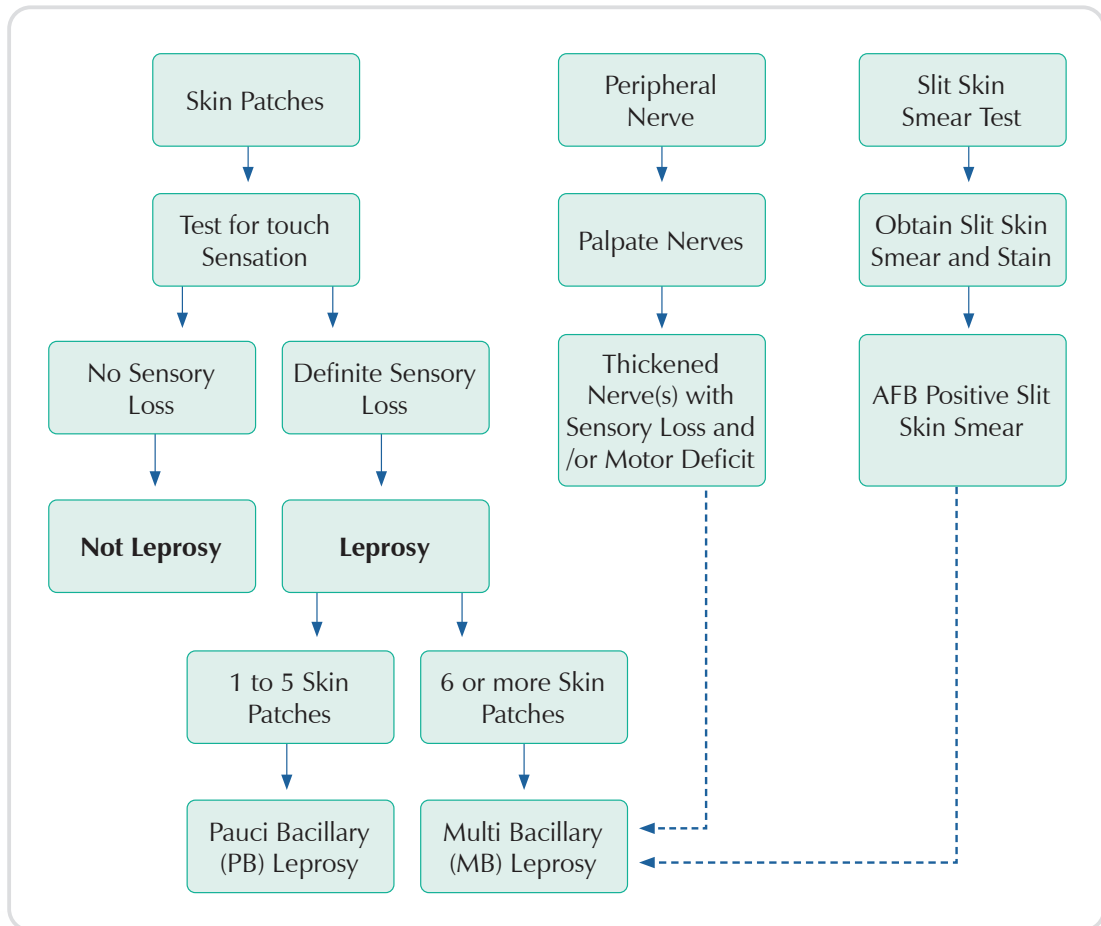 Skin Patches
Peripheral
Nerve
Slit Skin
Smear Test
Test for touch
Sensation
Palpate Nerves
Obtain Slit Skin
Smear and Stain
No Sensory
Loss
Definite Sensory
Loss
Thickened
Nerve(s) with
Sensory Loss and
/or Motor Deficit
AFB Positive Slit
Skin Smear
Not Leprosy
Leprosy
1 to 5 Skin
Patches
6 or more Skin
Patches
Pauci Bacillary
(PB) Leprosy
Multi Bacillary
(MB) Leprosy